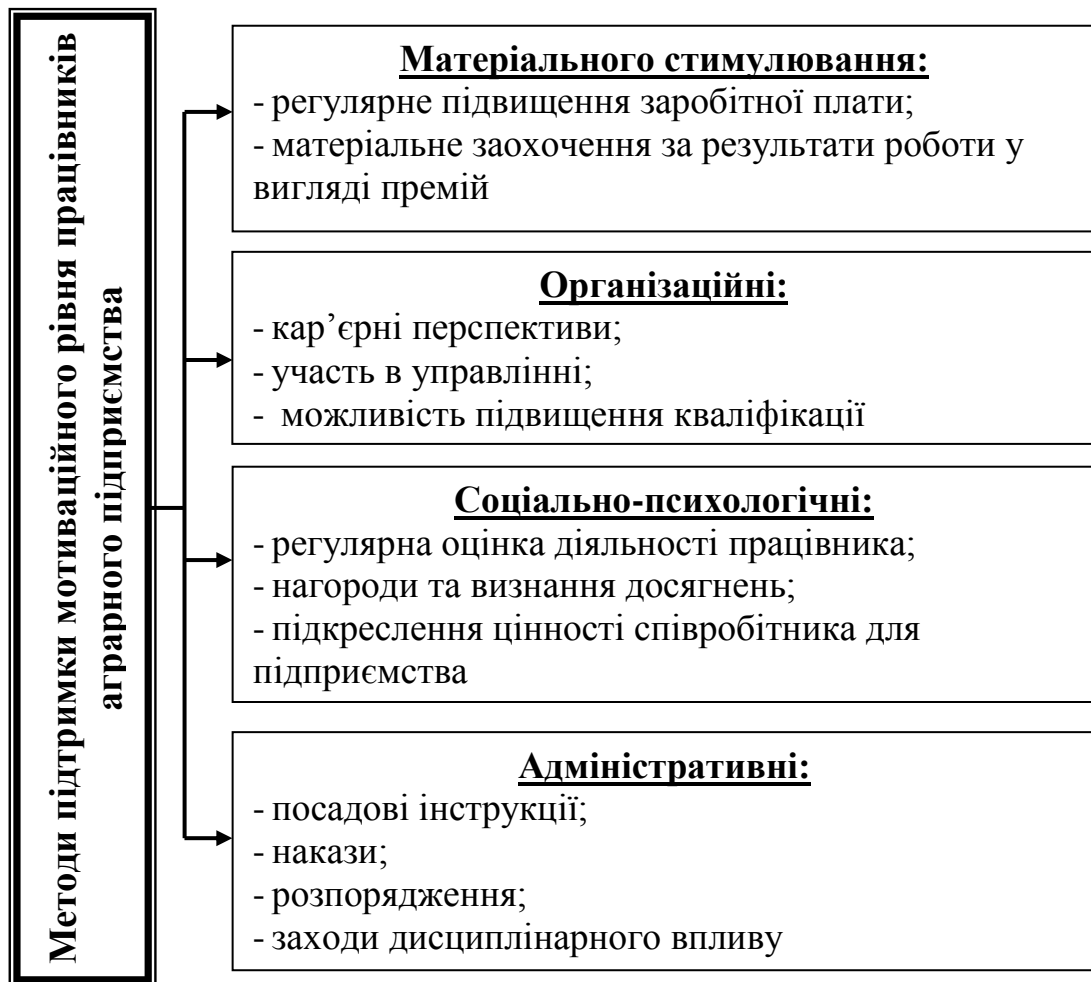 Методи підтримки мотиваційного рівня працівників
аграрного підприємства
Матеріального стимулювання:
- регулярне підвищення заробітної плати;
- матеріальне заохочення за результати роботи у
вигляді премій
Організаційні:
- кар’єрні перспективи;
- участь в управлінні;
- можливість підвищення кваліфікації
Соціально-психологічні:
- регулярна оцінка діяльності працівника;
- нагороди та визнання досягнень;
- підкреслення цінності співробітника для
підприємства
Адміністративні:
- посадові інструкції;
- накази;
- розпорядження;
- заходи дисциплінарного впливу